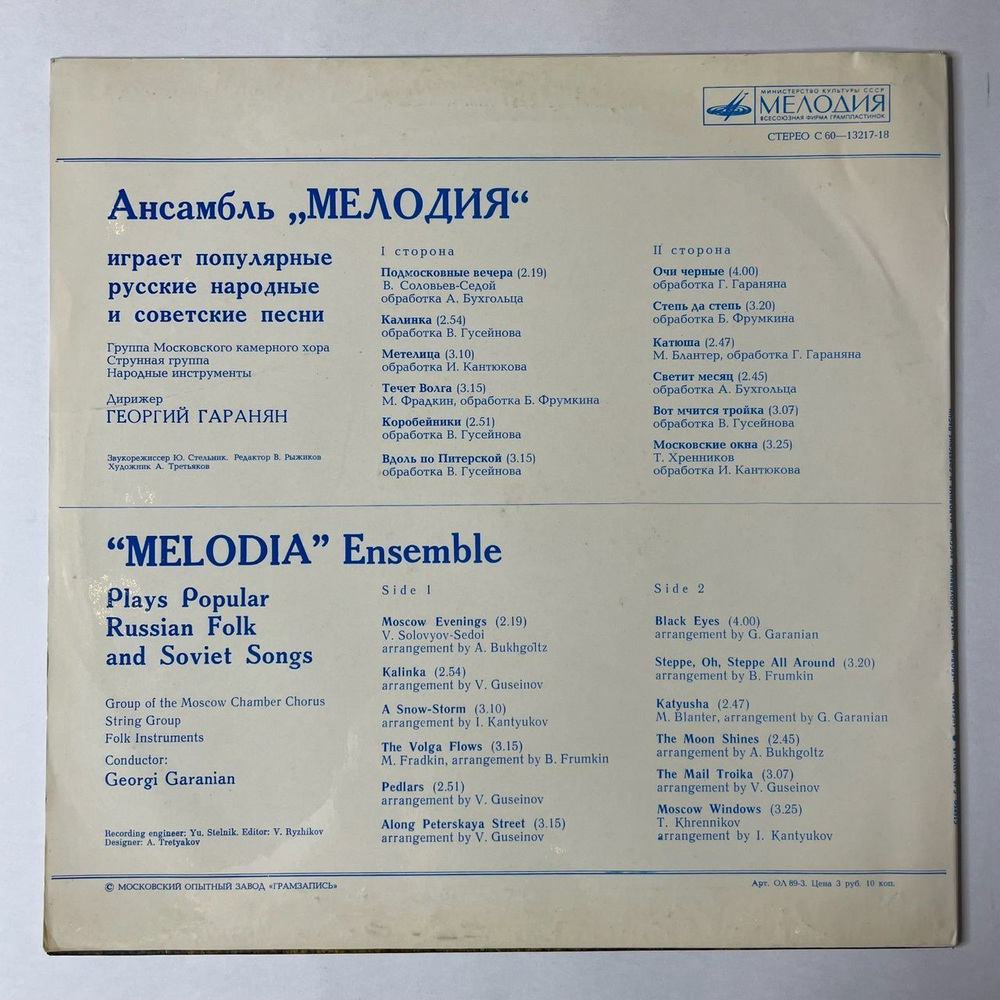 МИНИСТЕРСТВО КУЛЬТУРЫ СССР
МЕЛОДИЯ
ВСЕСОЮЗНАЯ ФИРМА ГРАМПЛАСТИНОК
СТЕРЕО С 60—13217-18
Ансамбль „МЕЛОДИЯ“
играет популярные
русские народные
и советские песни
Группа Московского камерного хора
Струнная группа
Народные инструменты
Дирижер
ГЕОРГИЙ ГАРАНЯН
Звукорежиссер Ю. Стельник. Редактор В. Рыжиков
Художник А. Третьяков
I сторона
Подмосковные вечера (2.19)
В. Соловьев-Седой
обработка А. Бухгольца
Калинка (2.54)
обработка В. Гусейнова
Метелица (3.10)
обработка И. Кантюкова
Течет Волга (3.15)
М. Фрадкин, обработка Б. Фрумкина
Коробейники (2.51)
обработка В. Гусейнова
Вдоль по Питерской (3.15)
обработка В. Гусейнова
II сторона
Очи черные (4.00)
обработка Г. Гараняна
Степь да степь (3.20)
обработка Б. Фрумкина
Катюша (2.47)
М. Блантер, обработка Г. Гараняна
Светит месяц (2.45)
обработка А. Бухгольца
Вот мчится тройка (3.07)
обработка В. Гусейнова
Московские окна (3.25)
Т. Хренников
обработка И. Кантюкова
“MELODIA” Ensemble
Plays Popular
Russian Folk
and Soviet Songs
Group of the Moscow Chamber Chorus
String Group
Folk Instruments
Conductor:
Georgi Garanian
Recording engineer: Yu. Stelnik. Editor: V. Ryzhikov
Designer: A. Tretyakov
Side 1
Moscow Evenings (2.19)
V. Solovyov-Sedoi
arrangement by A. Bukhgoltz
Kalinka (2.54)
arrangement by V. Guseinov
A Snow-Storm (3.10)
arrangement by I. Kantyukov
The Volga Flows (3.15)
M. Fradkin, arrangement by B. Frumkin
Pedlars (2.51)
arrangement by V. Guseinov
Along Peterskaya Street (3.15)
arrangement by V. Guseinov
Side 2
Black Eyes (4.00)
arrangement by G. Garanian
Steppe, Oh, Steppe All Around (3.20)
arrangement by B. Frumkin
Katyusha (2.47)
M. Blanter, arrangement by G. Garanian
The Moon Shines (2.45)
arrangement by A. Bukhgoltz
The Mail Troika (3.07)
arrangement by V. Guseinov
Moscow Windows (3.25)
T. Khrennikov
arrangement by I. Kantyukov
© МОСКОВСКИЙ ОПЫТНЫЙ ЗАВОД «ГРАМЗАПИСЬ»
Арт. ОЛ 89-3. Цена 3 руб. 10 коп.